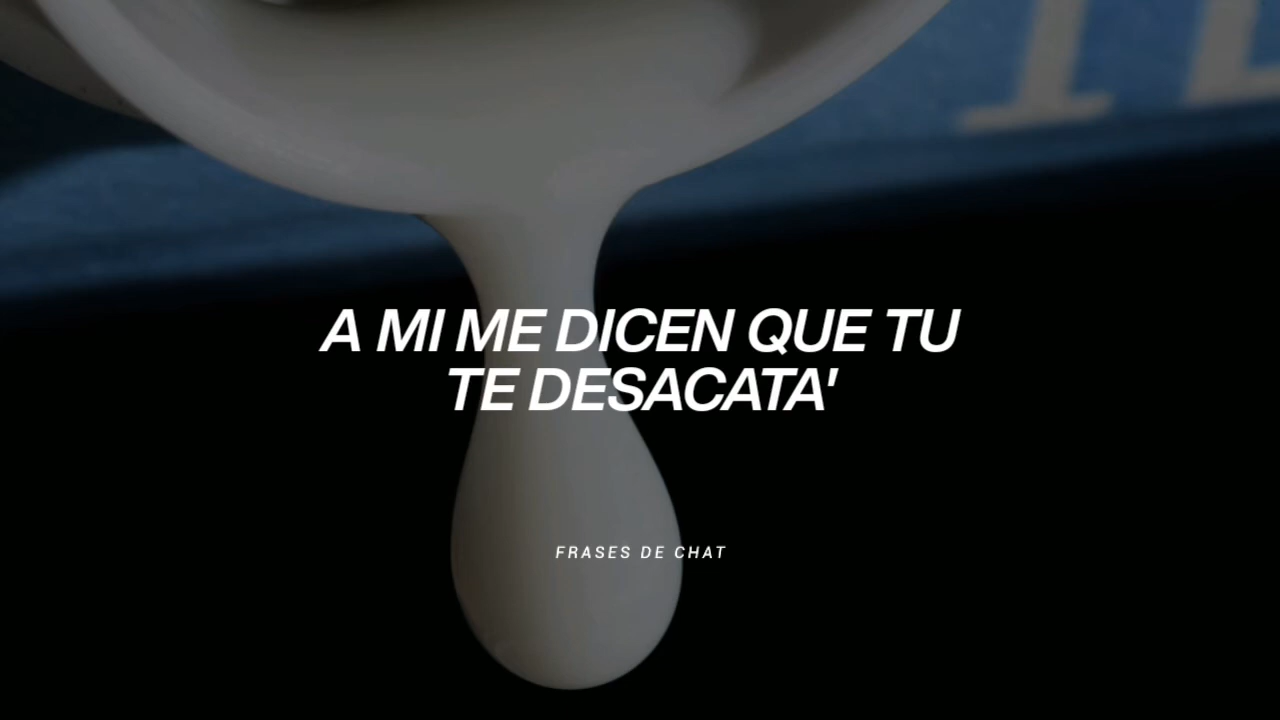 A MI ME DICEN QUE TU
TE DESACATA'
FRASES DE CHAT